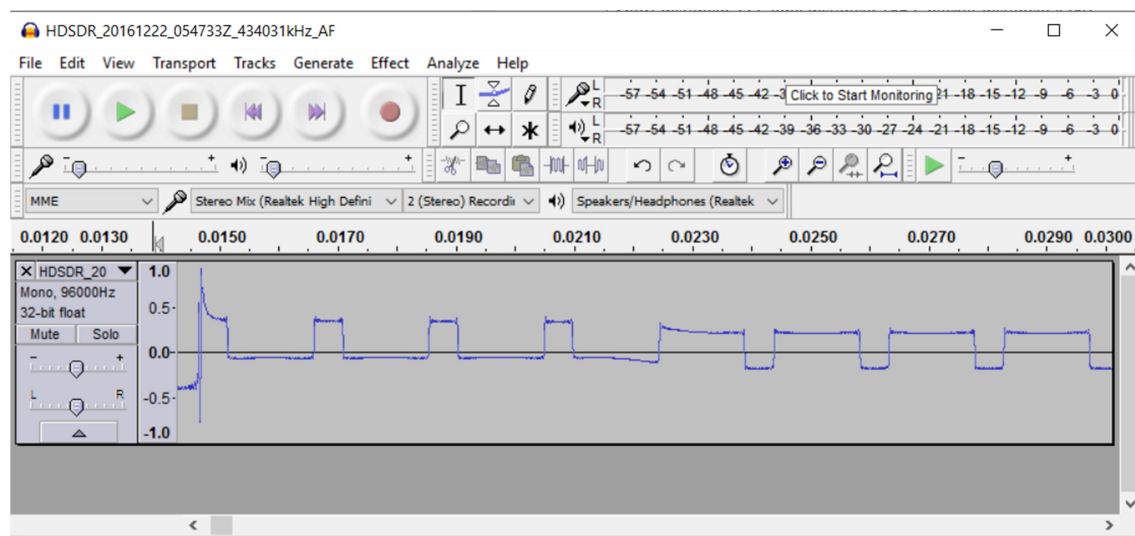 HDSDR_20161222_054733Z_434031kHz_AF
File Edit View Transport Tracks Generate Effect Analyze Help
L
R
-57 -54 -51 -48 -45 -42 -3 Click to Start Monitoring 21 -18 -15 -12 -9 -6 -3 0
L
R
-57 -54 -51 -48 -45 -42 -39 -36 -33 -30 -27 -24 -21 -18 -15 -12 -9 -6 -3 0
- + - + - +
MME Stereo Mix (Realtek High Defini 2 (Stereo) Recordin Speakers/Headphones (Realtek
0.0120 0.0130 0.0150 0.0170 0.0190 0.0210 0.0230 0.0250 0.0270 0.0290 0.0300
X HDSDR_20 1.0
Mono, 96000Hz
32-bit float 0.5
Mute Solo
- + 0.0
L R -0.5
-1.0